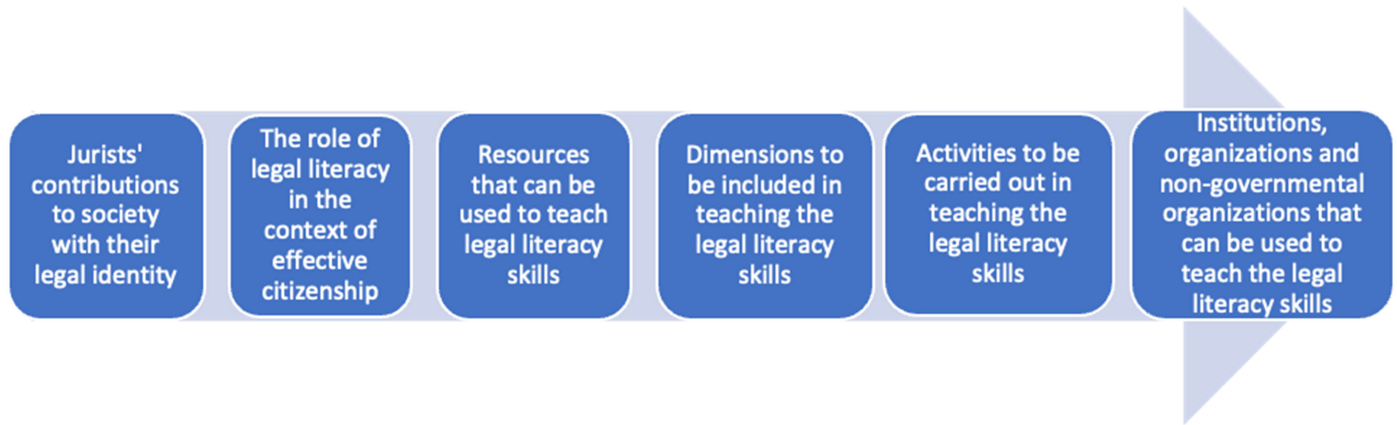 Jurists'
contributions
to society
with their
legal identity
The role of
legal literacy
in the
context of
effective
citizenship
Resources
that can be
used to teach
legal literacy
skills
Dimensions to
be included in
teaching the
legal literacy
skills
Activities to be
carried out in
teaching the
legal literacy
skills
Institutions,
organizations and
non-governmental
organizations that
can be used to
teach the legal
literacy skills